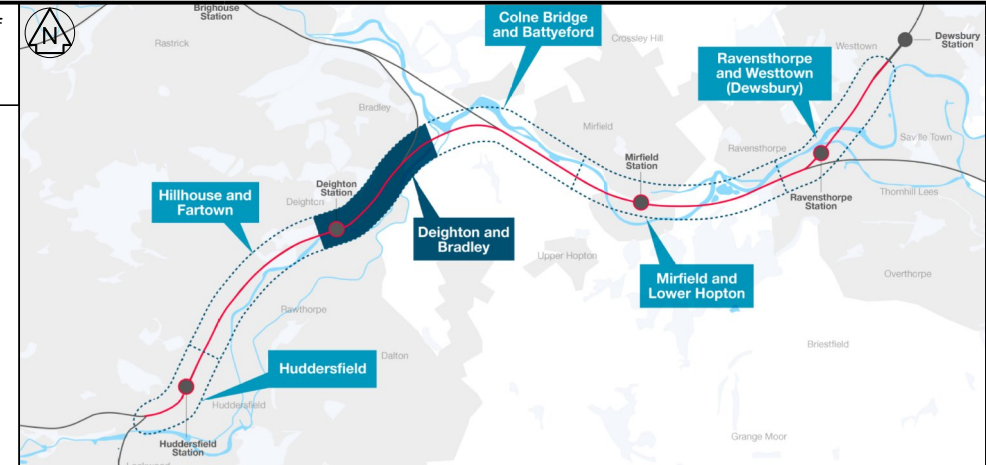 N
Brighouse
Station
Rastrick
Colne Bridge
and Battyeford
Crossley Hill
Westtown
Dewsbury
Station
Ravensthorpe
and Westtown
(Dewsbury)
Bradley
Mirfield
Ravensthorpe
Saville Town
Mirfield
Station
Hillhouse and
Fartown
Deighton
Station
Deighton
Thornhill Lees
Ravensthorpe
Station
Deighton and
Bradley
Upper Hopton
Mirfield and
Lower Hopton
Overthorpe
Rawthorpe
Briestfield
Dalton
Huddersfield
Huddersfield
Grange Moor
Huddersfield
Station